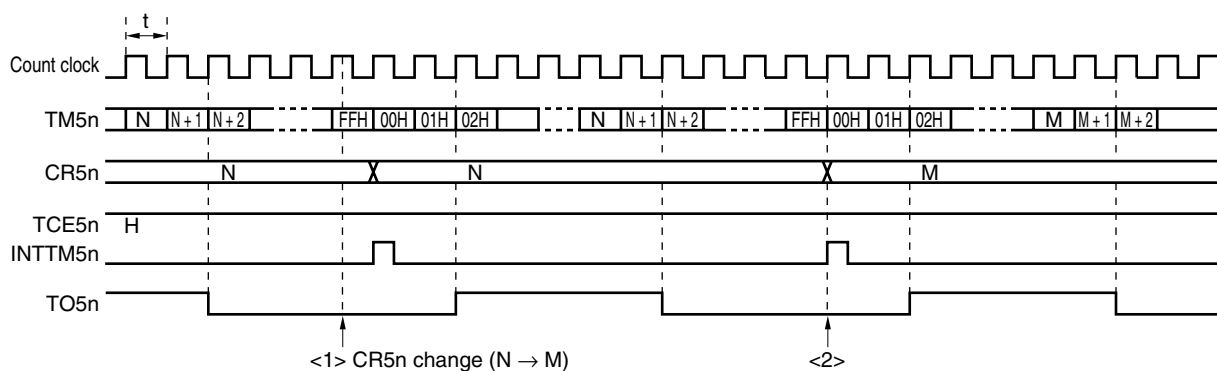 t
Count clock
TM5n N N + 1 N + 2 FFH 00H 01H 02H N N + 1 N + 2 FFH 00H 01H 02H M M + 1 M + 2
CR5n N N M
TCE5n H
INTTM5n
TO5n
<1> CR5n change (N → M) <2>